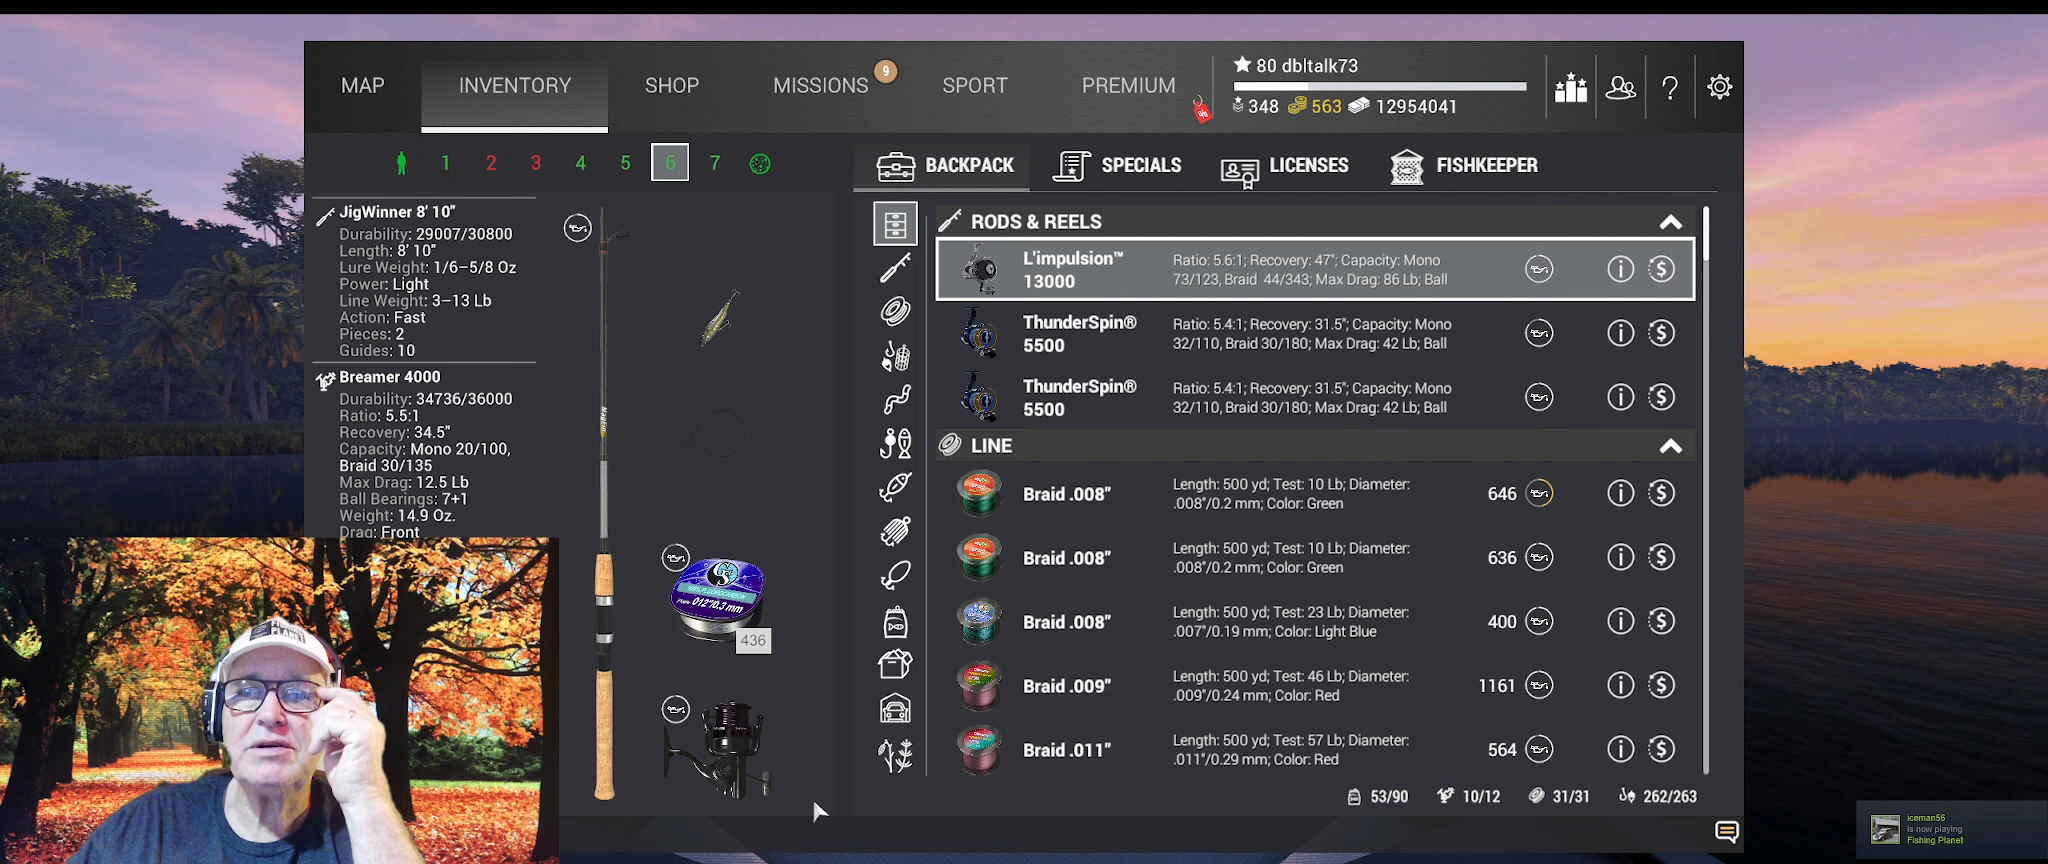 MAP
INVENTORY
SHOP
MISSIONS
9
SPORT
PREMIUM
80 dbltalk73
348 563 12954041
1 2 3 4 5 6 7
JigWinner 8' 10"
Durability: 29007/30800
Length: 8' 10"
Lure Weight: 1/6–5/8 Oz
Power: Light
Line Weight: 3–13 Lb
Action: Fast
Pieces: 2
Guides: 10
Breamer 4000
Durability: 34736/36000
Ratio: 5.5:1
Recovery: 34.5"
Capacity: Mono 20/100,
Braid 30/135
Max Drag: 12.5 Lb
Ball Bearings: 7+1
Weight: 14.9 Oz.
Drag: Front
100% FLUOROCARBON
.012"/0.3 mm
436
PLANET
BACKPACK
SPECIALS
LICENSES
FISHKEEPER
RODS & REELS
L'impulsion™
13000
Ratio: 5.6:1; Recovery: 47"; Capacity: Mono
73/123, Braid 44/343; Max Drag: 86 Lb; Ball
ThunderSpin®
5500
Ratio: 5.4:1; Recovery: 31.5"; Capacity: Mono
32/110, Braid 30/180; Max Drag: 42 Lb; Ball
ThunderSpin®
5500
Ratio: 5.4:1; Recovery: 31.5"; Capacity: Mono
32/110, Braid 30/180; Max Drag: 42 Lb; Ball
LINE
Braid .008"
Length: 500 yd; Test: 10 Lb; Diameter:
.008"/0.2 mm; Color: Green
646
Braid .008"
Length: 500 yd; Test: 10 Lb; Diameter:
.008"/0.2 mm; Color: Green
636
Braid .008"
Length: 500 yd; Test: 23 Lb; Diameter:
.007"/0.19 mm; Color: Light Blue
400
Braid .009"
Length: 500 yd; Test: 46 Lb; Diameter:
.009"/0.24 mm; Color: Red
1161
Braid .011"
Length: 500 yd; Test: 57 Lb; Diameter:
.011"/0.29 mm; Color: Red
564
53/90 10/12 31/31 262/263
iceman56
is now playing
Fishing Planet